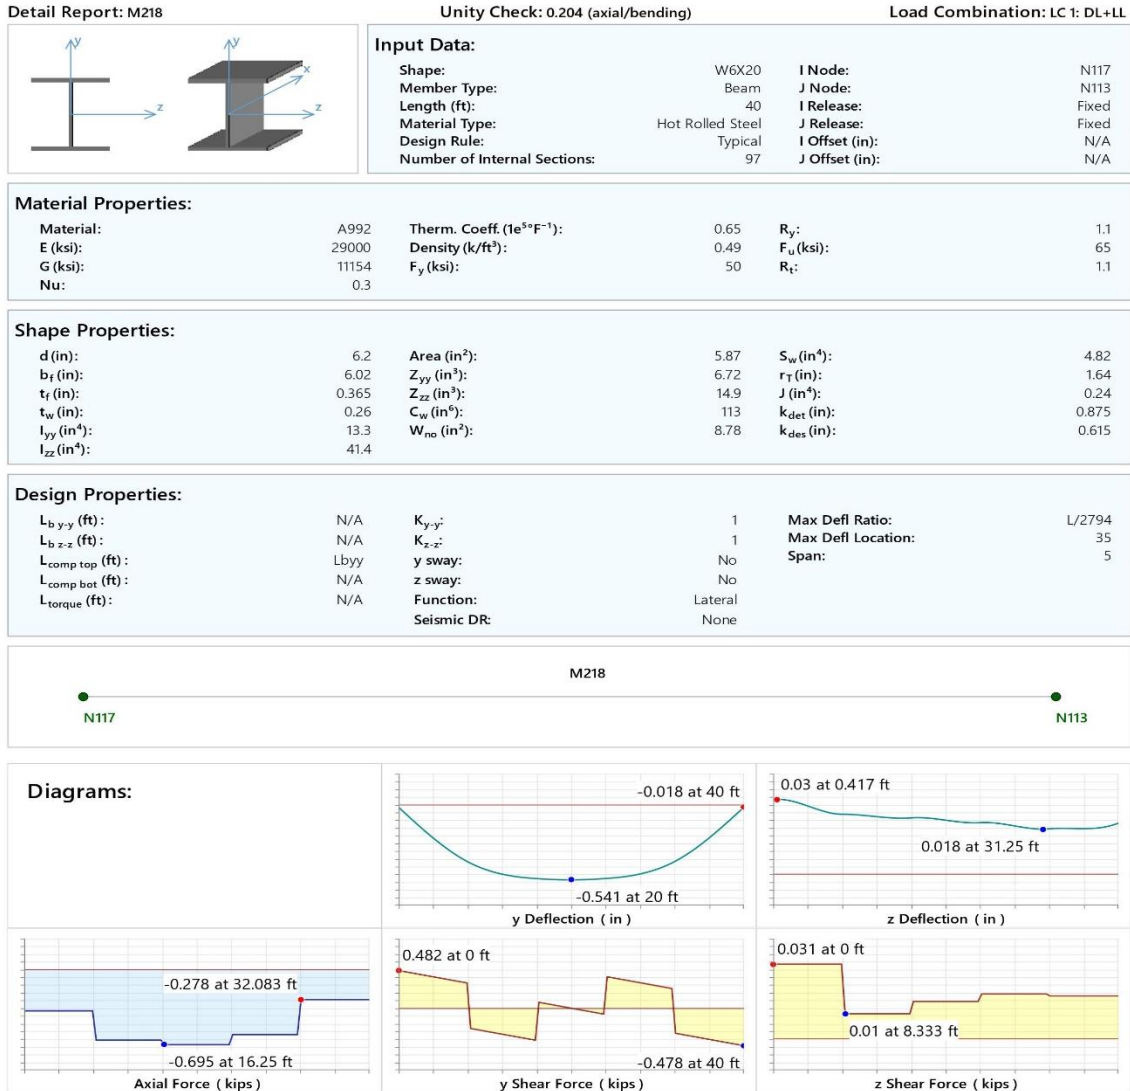 Detail Report: M218 Unity Check: 0.204 (axial/bending) Load Combination: LC 1: DL+LL
y y x
z z
Input Data:
Shape: W6X20 I Node: N117
Member Type: Beam J Node: N113
Length (ft): 40 I Release: Fixed
Material Type: Hot Rolled Steel J Release: Fixed
Design Rule: Typical I Offset (in): N/A
Number of Internal Sections: 97 J Offset (in): N/A
Material Properties:
Material: A992 Therm. Coeff. (1e⁵°F⁻¹): 0.65 Ry: 1.1
E (ksi): 29000 Density (k/ft³): 0.49 Fu (ksi): 65
G (ksi): 11154 Fy (ksi): 50 Rt: 1.1
Nu: 0.3
Shape Properties:
d (in): 6.2 Area (in²): 5.87 Sw (in⁴): 4.82
bf (in): 6.02 Zyy (in³): 6.72 rT (in): 1.64
tf (in): 0.365 Zzz (in³): 14.9 J (in⁴): 0.24
tw (in): 0.26 Cw (in⁶): 113 kdet (in): 0.875
Iyy (in⁴): 13.3 Wno (in²): 8.78 kdes (in): 0.615
Izz (in⁴): 41.4
Design Properties:
Lb y-y (ft): N/A Ky-y: 1 Max Defl Ratio: L/2794
Lb z-z (ft): N/A Kz-z: 1 Max Defl Location: 35
Lcomp top (ft): Lbyy y sway: No Span: 5
Lcomp bot (ft): N/A z sway: No
Ltorque (ft): N/A Function: Lateral
Seismic DR: None
M218
N117 N113
Diagrams:
-0.018 at 40 ft
-0.541 at 20 ft
y Deflection ( in )
0.03 at 0.417 ft
0.018 at 31.25 ft
z Deflection ( in )
-0.278 at 32.083 ft
-0.695 at 16.25 ft
Axial Force ( kips )
0.482 at 0 ft
-0.478 at 40 ft
y Shear Force ( kips )
0.031 at 0 ft
0.01 at 8.333 ft
z Shear Force ( kips )